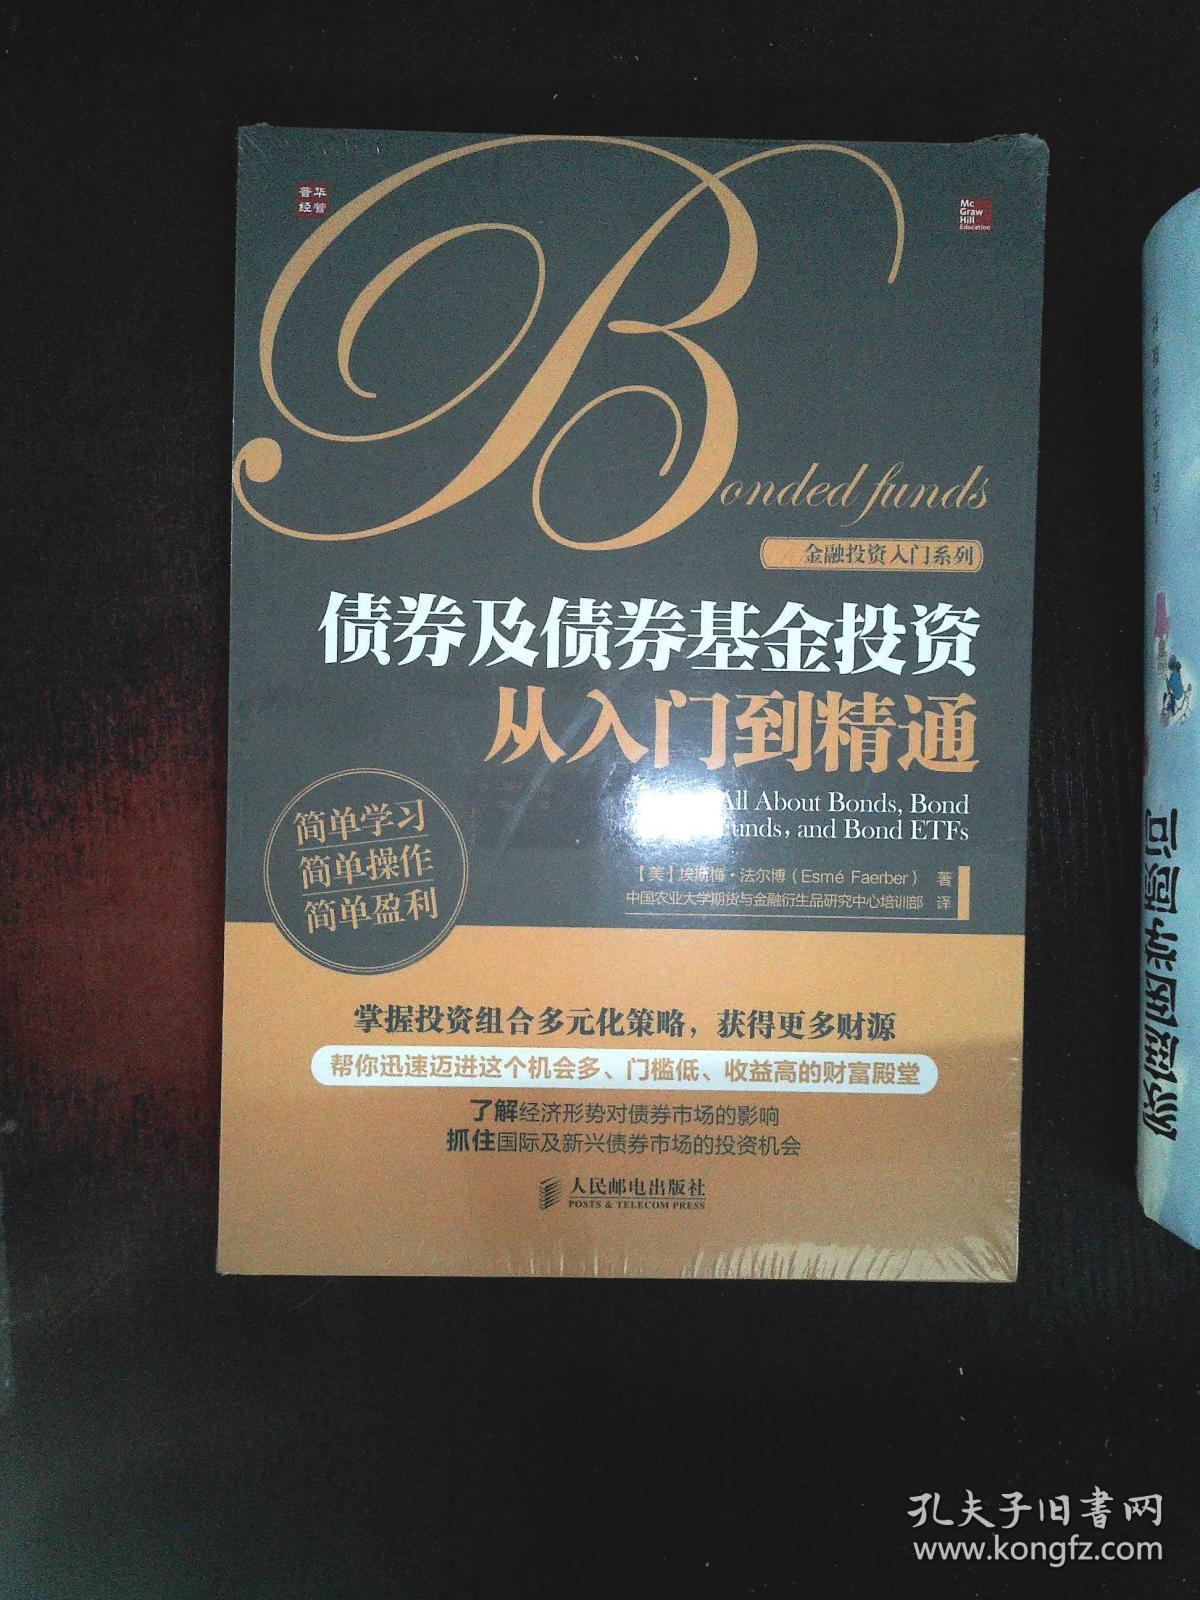 普华
经管
Mc
Graw
Hill
Education
Bonded funds
金融投资入门系列
债券及债券基金投资
从入门到精通
All About Bonds, Bond
Funds, and Bond ETFs
简单学习
简单操作
简单盈利
【美】埃斯梅·法尔博（Esmé Faerber） 著
中国农业大学期货与金融衍生品研究中心培训部 译
掌握投资组合多元化策略，获得更多财源
帮你迅速迈进这个机会多、门槛低、收益高的财富殿堂
了解经济形势对债券市场的影响
抓住国际及新兴债券市场的投资机会
人民邮电出版社
POSTS & TELECOM PRESS
孔夫子旧书网
www.kongfz.com